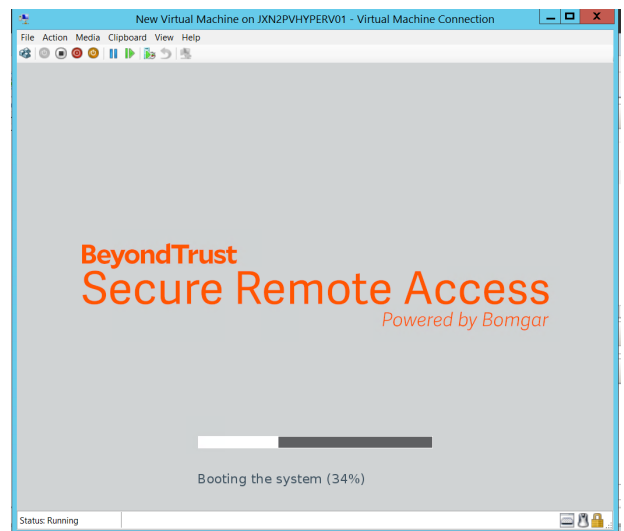 New Virtual Machine on JXN2PVHYPERV01 - Virtual Machine Connection
File Action Media Clipboard View Help
BeyondTrust
Secure Remote Access
Powered by Bomgar
Booting the system (34%)
Status: Running